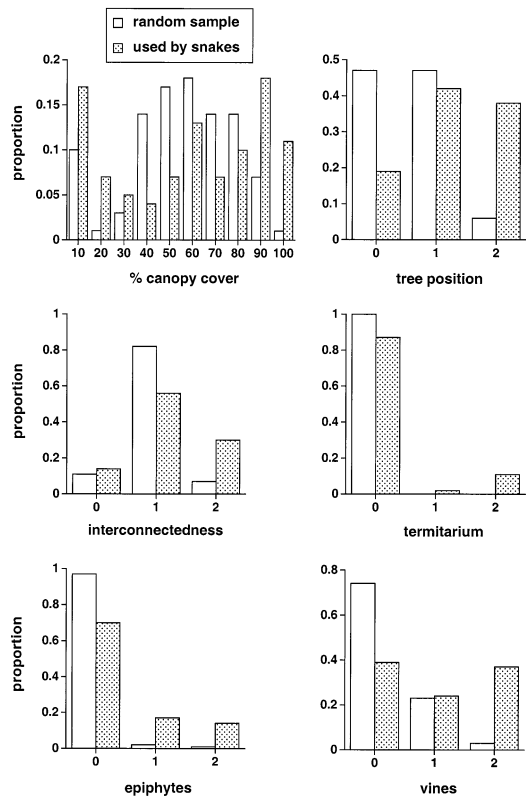 random sample
used by snakes
proportion
0.2
0.15
0.1
0.05
0
10 20 30 40 50 60 70 80 90 100
% canopy cover
0.5
0.4
0.3
0.2
0.1
0
0 1 2
tree position
proportion
1
0.8
0.6
0.4
0.2
0
0 1 2
interconnectedness
1
0.8
0.6
0.4
0.2
0
0 1 2
termitarium
proportion
1
0.8
0.6
0.4
0.2
0
0 1 2
epiphytes
0.8
0.6
0.4
0.2
0
0 1 2
vines